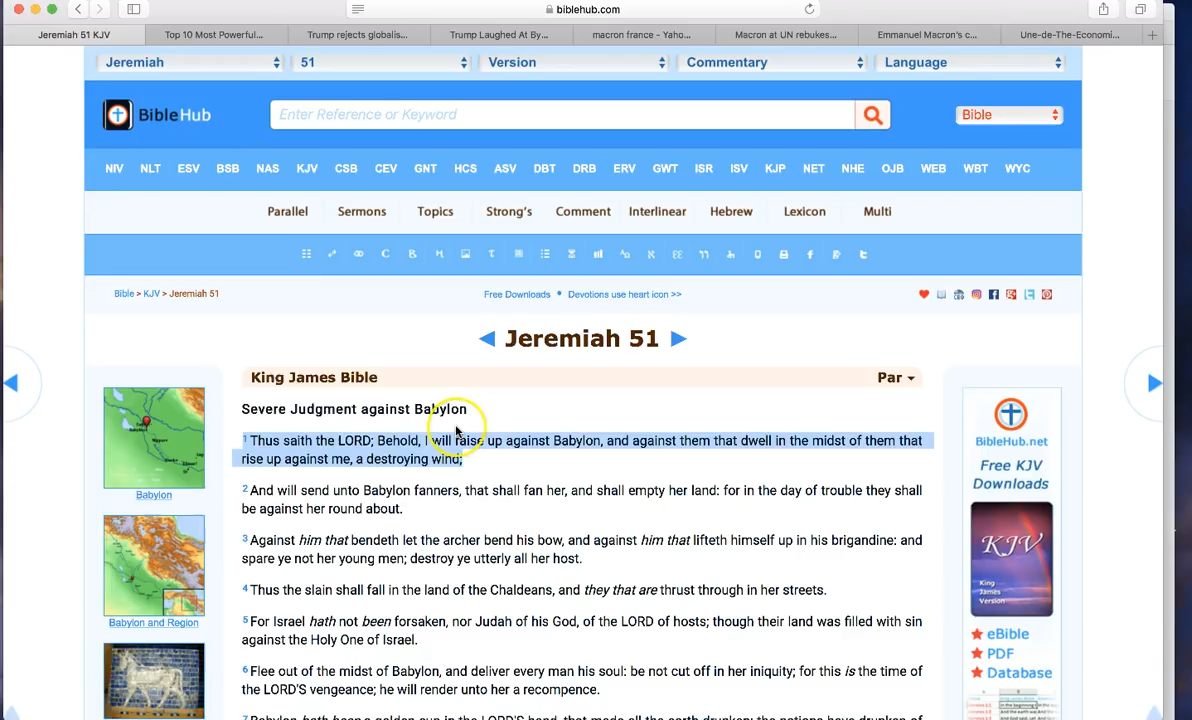 biblehub.com
Jeremiah 51 KJV
Top 10 Most Powerful...
Trump rejects globalis...
Trump Laughed At By...
macron france - Yaho...
Macron at UN rebukes...
Emmanuel Macron's c...
Une-de-The-Economi...
Jeremiah
51
Version
Commentary
Language
BibleHub
Enter Reference or Keyword
Bible
NIV NLT ESV BSB NAS KJV CSB CEV GNT HCS ASV DBT DRB ERV GWT ISR ISV KJP NET NHE OJB WEB WBT WYC
Parallel Sermons Topics Strong's Comment Interlinear Hebrew Lexicon Multi
Bible > KJV > Jeremiah 51
Free Downloads • Devotions use heart icon >>
Jeremiah 51
King James Bible
Par
Severe Judgment against Babylon
1 Thus saith the LORD; Behold, I will raise up against Babylon, and against them that dwell in the midst of them that
rise up against me, a destroying wind;
2 And will send unto Babylon fanners, that shall fan her, and shall empty her land: for in the day of trouble they shall
be against her round about.
3 Against him that bendeth let the archer bend his bow, and against him that lifteth himself up in his brigandine: and
spare ye not her young men; destroy ye utterly all her host.
4 Thus the slain shall fall in the land of the Chaldeans, and they that are thrust through in her streets.
5 For Israel hath not been forsaken, nor Judah of his God, of the LORD of hosts; though their land was filled with sin
against the Holy One of Israel.
6 Flee out of the midst of Babylon, and deliver every man his soul: be not cut off in her iniquity; for this is the time of
the LORD'S vengeance; he will render unto her a recompence.
7 Babylon hath been a golden cup in the LORD'S hand, that made all the earth drunken: the nations have drunken of
Babylon
Babylon and Region
BibleHub.net
Free KJV
Downloads
KJV
King
James
Version
eBible
PDF
Database